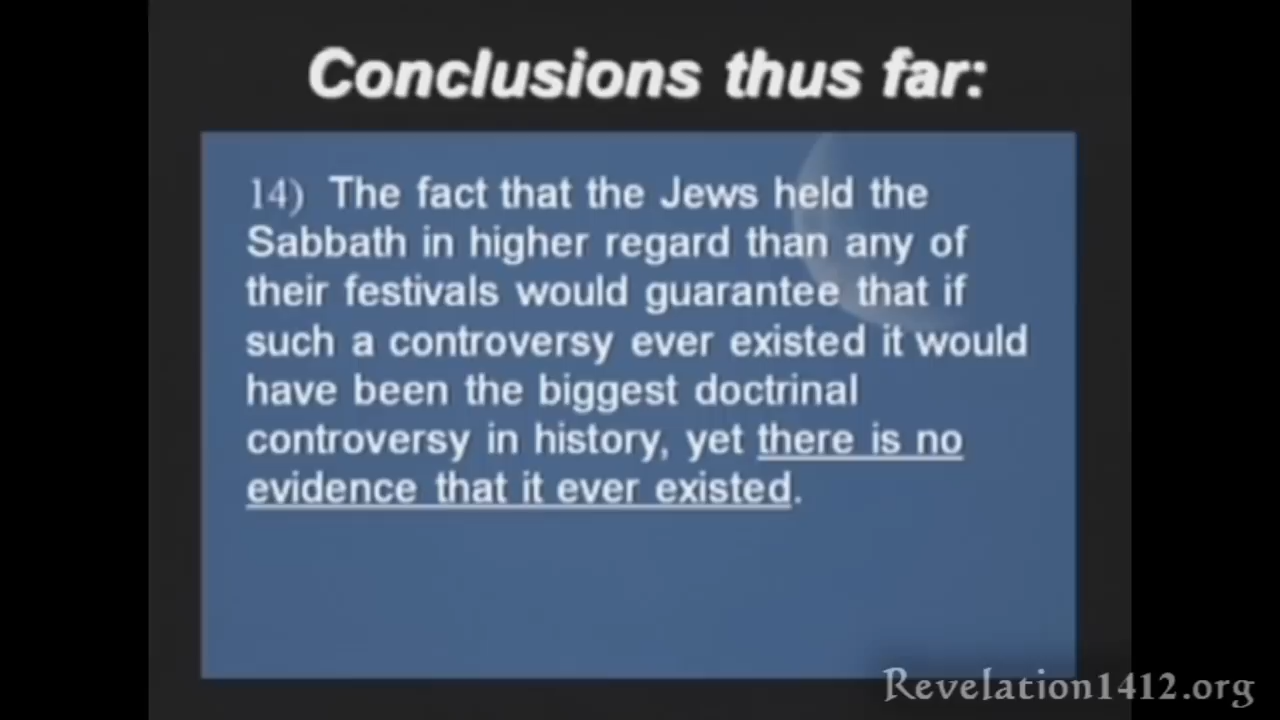 Conclusions thus far:
14) The fact that the Jews held the
Sabbath in higher regard than any of
their festivals would guarantee that if
such a controversy ever existed it would
have been the biggest doctrinal
controversy in history, yet there is no
evidence that it ever existed.
Revelation1412.org